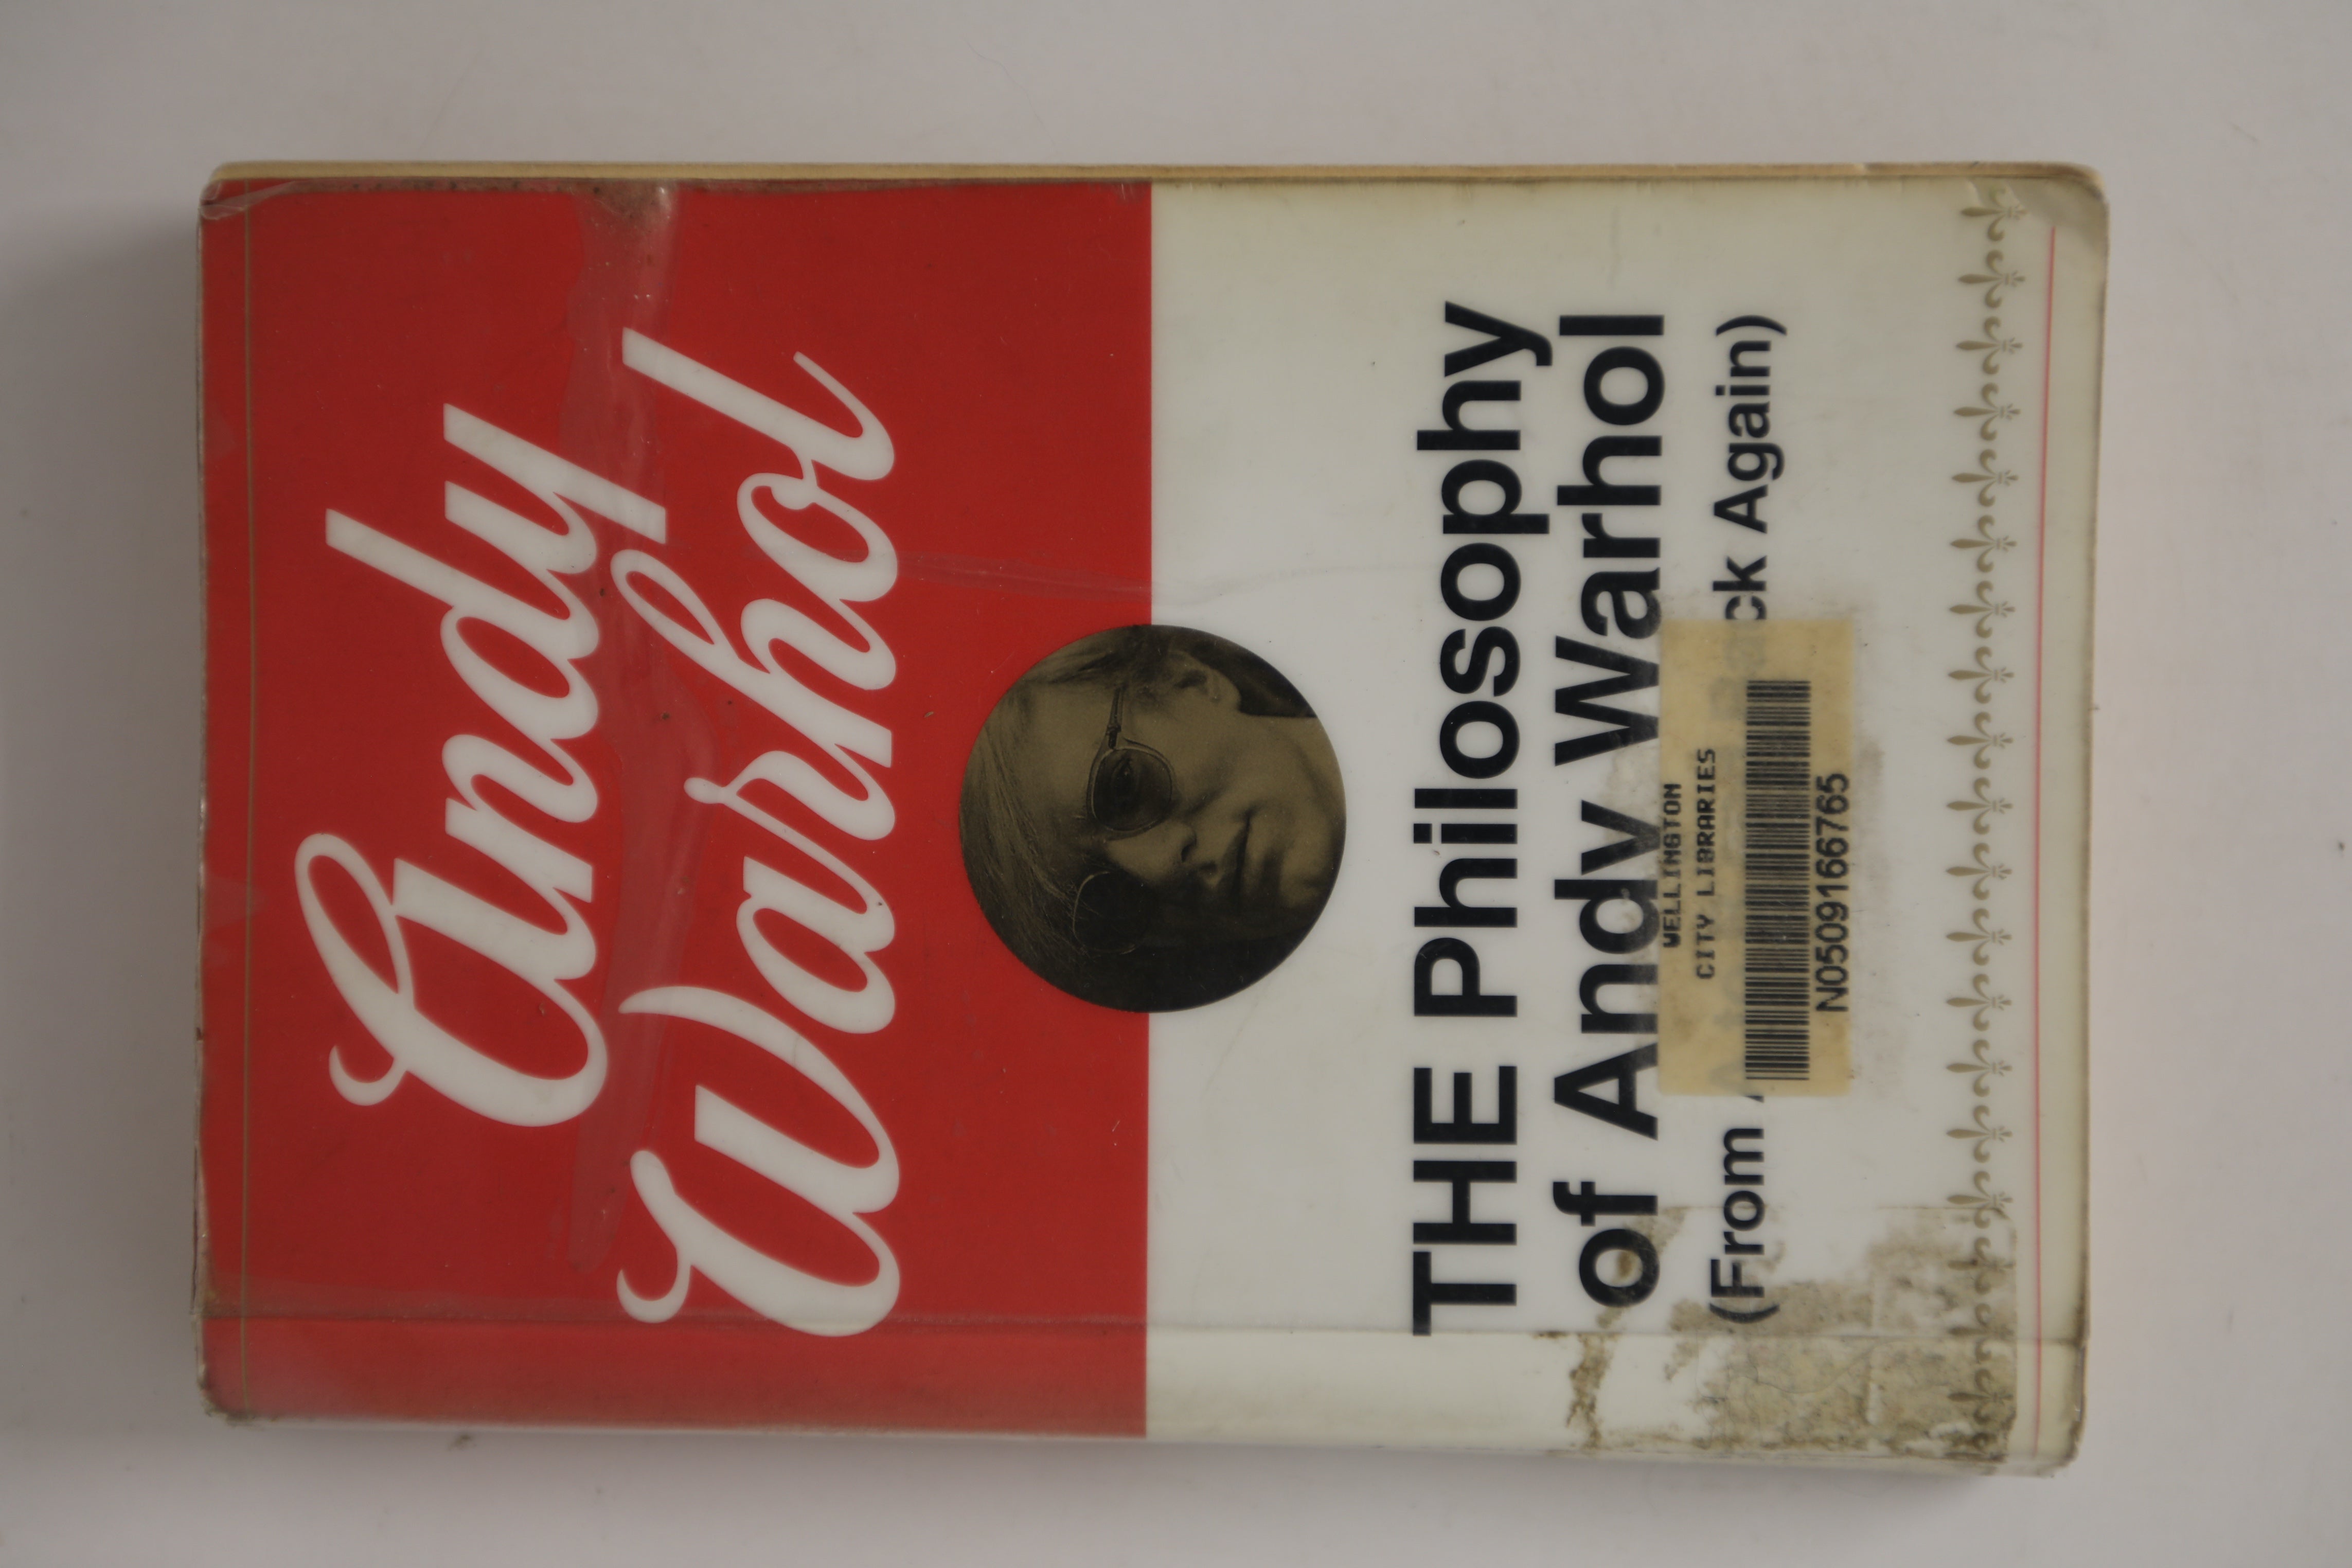 Andy
Warhol
THE Philosophy
of Andy Warhol
(From A ck Again)
WELLINGTON
CITY LIBRARIES
N0509166765